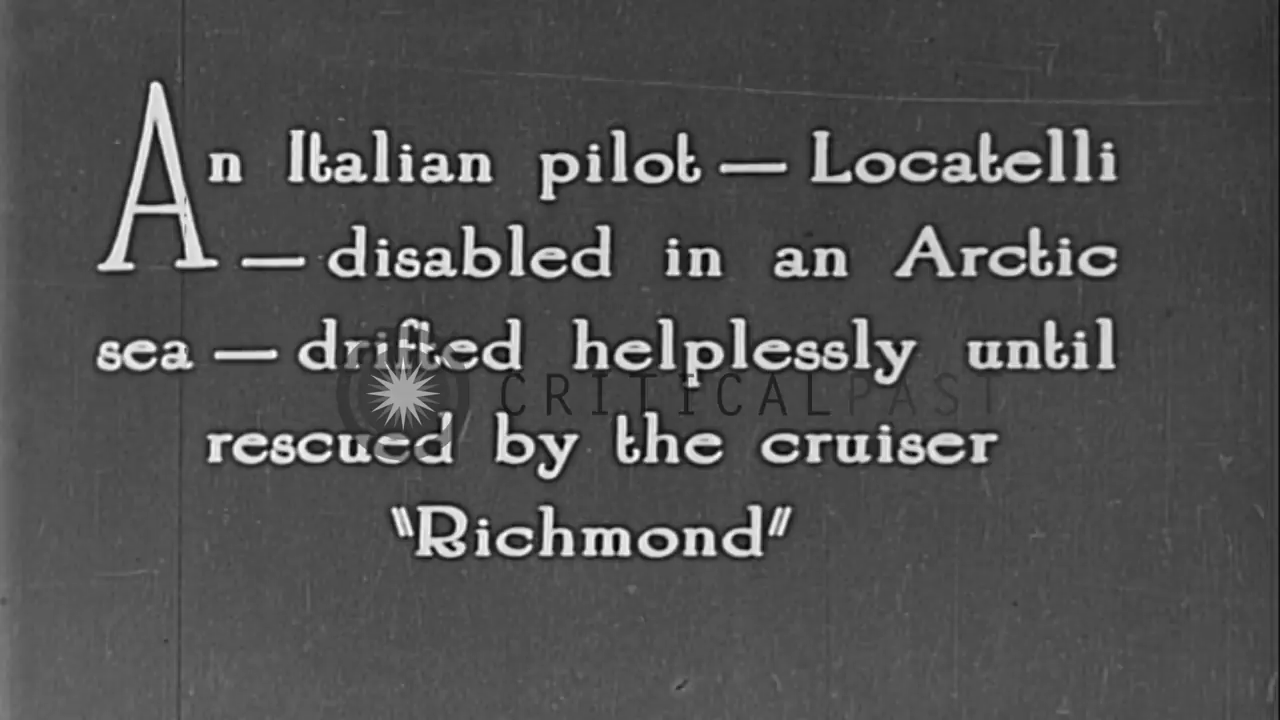 An Italian pilot — Locatelli
— disabled in an Arctic
sea — drifted helplessly until
CRITICALPAST
rescued by the cruiser
"Richmond"